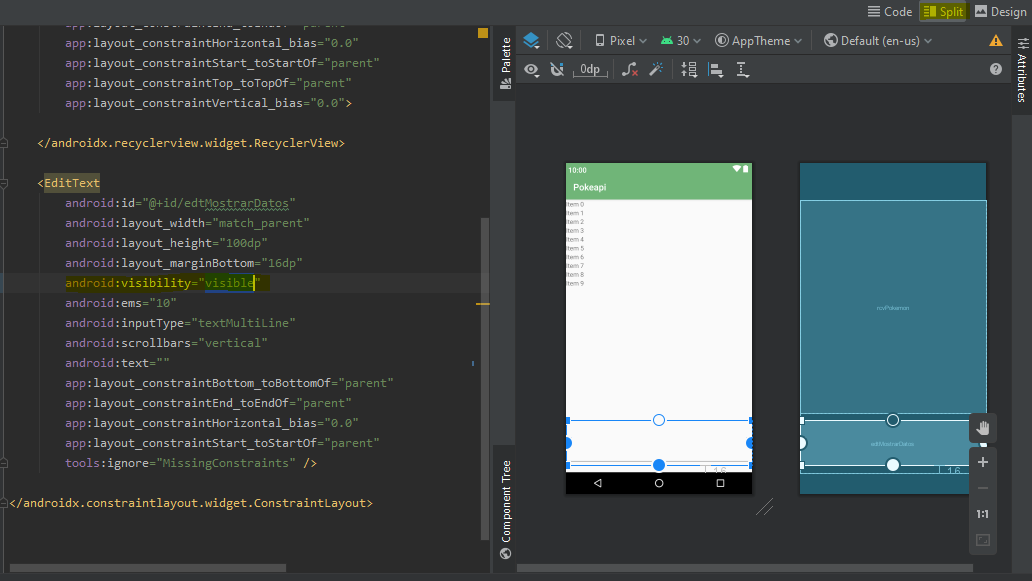 Code Split Design
app:layout_constraintHorizontal_bias="0.0"
app:layout_constraintStart_toStartOf="parent"
app:layout_constraintTop_toTopOf="parent"
app:layout_constraintVertical_bias="0.0">
</androidx.recyclerview.widget.RecyclerView>
<EditText
android:id="@+id/edtMostrarDatos"
android:layout_width="match_parent"
android:layout_height="100dp"
android:layout_marginBottom="16dp"
android:visibility="visible"
android:ems="10"
android:inputType="textMultiLine"
android:scrollbars="vertical"
android:text=""
app:layout_constraintBottom_toBottomOf="parent"
app:layout_constraintEnd_toEndOf="parent"
app:layout_constraintHorizontal_bias="0.0"
app:layout_constraintStart_toStartOf="parent"
tools:ignore="MissingConstraints" />
</androidx.constraintlayout.widget.ConstraintLayout>
Palette
Component Tree
Pixel 30 AppTheme Default (en-us)
0dp
Attributes
10:00
Pokeapi
Item 0
Item 1
Item 2
Item 3
Item 4
Item 5
Item 6
Item 7
Item 8
Item 9
16
rcvPokemon
edtMostrarDatos
16
1:1